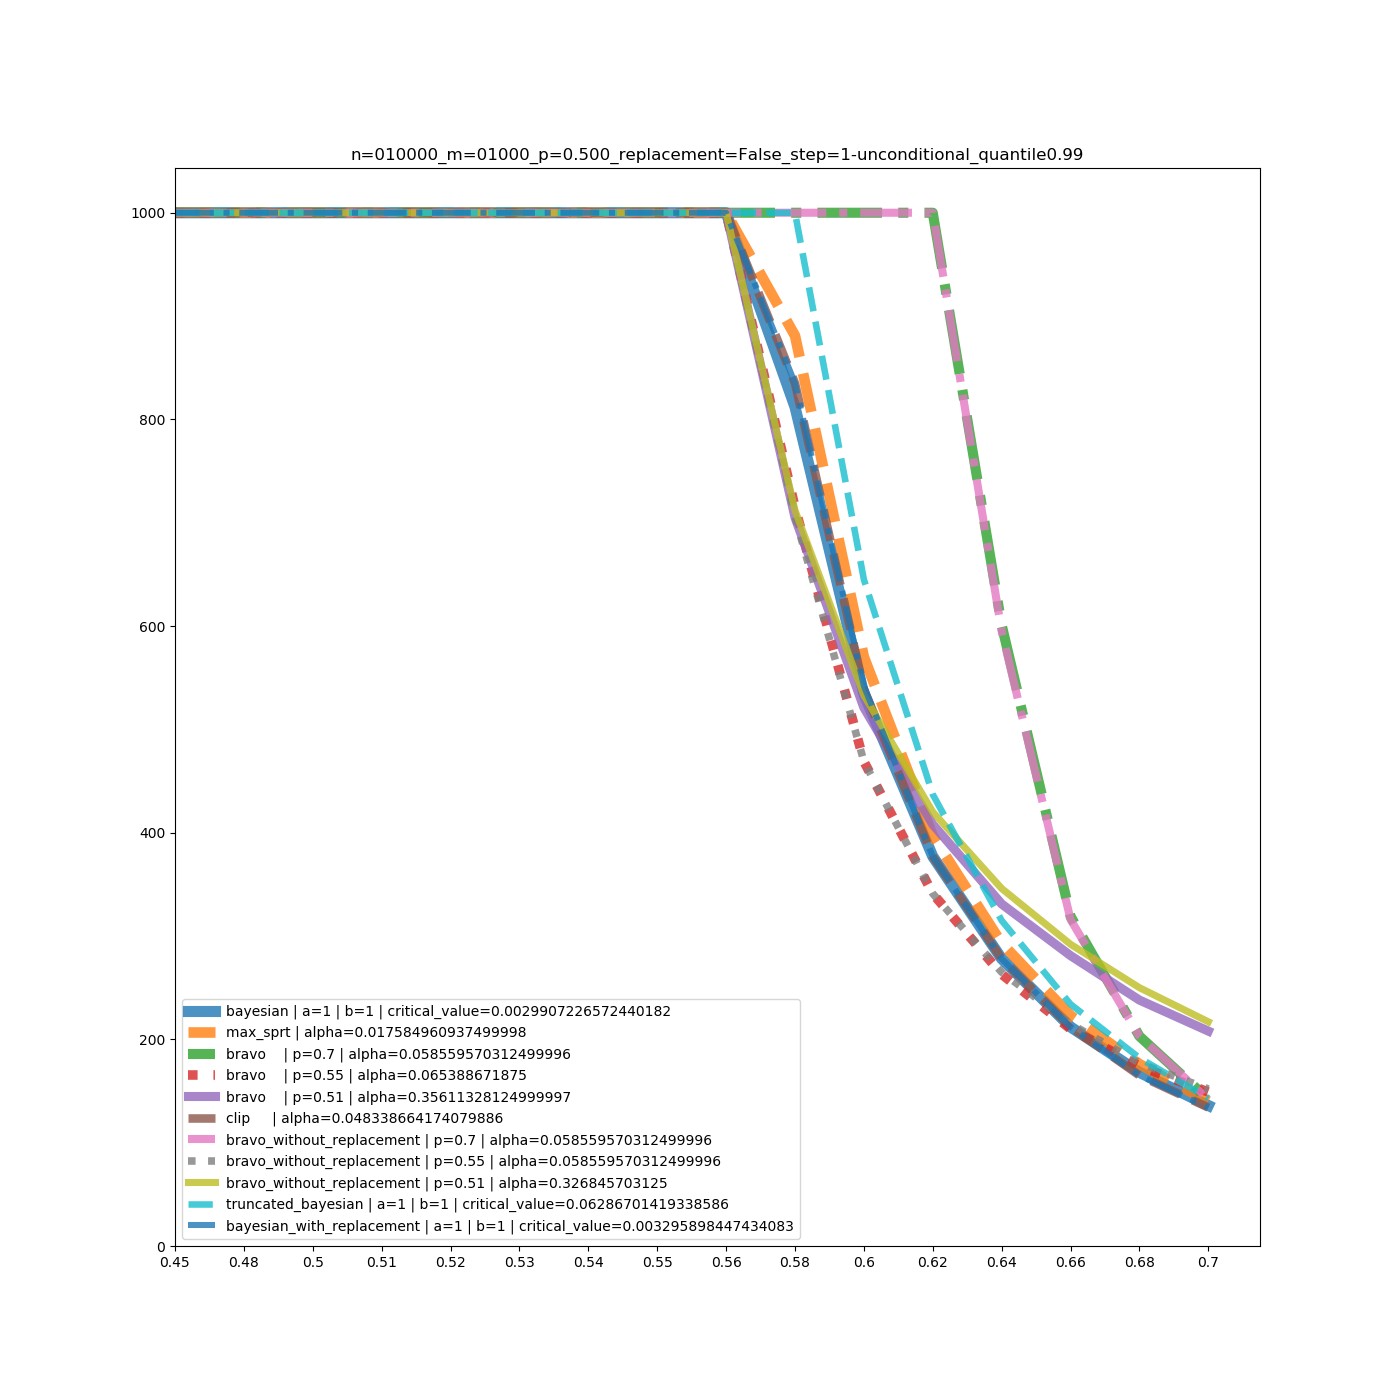 n=010000_m=01000_p=0.500_replacement=False_step=1-unconditional_quantile0.99
1000
800
600
400
200
0
bayesian | a=1 | b=1 | critical_value=0.0029907226572440182
max_sprt | alpha=0.017584960937499998
bravo | p=0.7 | alpha=0.058559570312499996
bravo | p=0.55 | alpha=0.065388671875
bravo | p=0.51 | alpha=0.35611328124999997
clip | alpha=0.048338664174079886
bravo_without_replacement | p=0.7 | alpha=0.058559570312499996
bravo_without_replacement | p=0.55 | alpha=0.058559570312499996
bravo_without_replacement | p=0.51 | alpha=0.326845703125
truncated_bayesian | a=1 | b=1 | critical_value=0.06286701419338586
bayesian_with_replacement | a=1 | b=1 | critical_value=0.003295898447434083
0.45 0.48 0.5 0.51 0.52 0.53 0.54 0.55 0.56 0.58 0.6 0.62 0.64 0.66 0.68 0.7